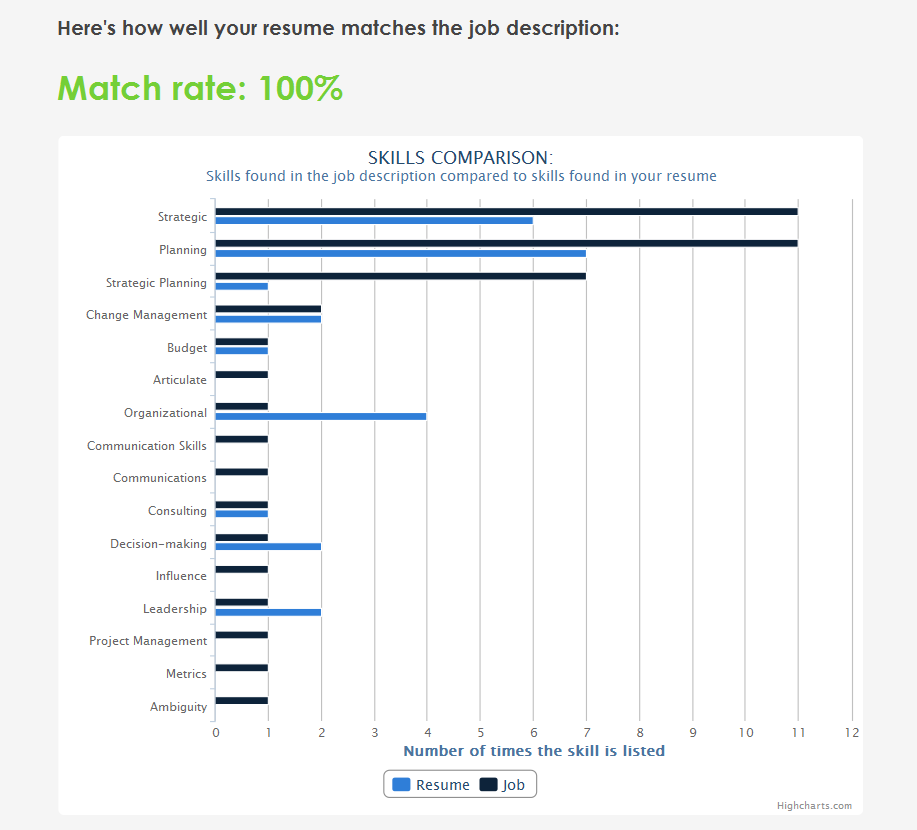 Here's how well your resume matches the job description:
Match rate: 100%
SKILLS COMPARISON:
Skills found in the job description compared to skills found in your resume
Strategic
Planning
Strategic Planning
Change Management
Budget
Articulate
Organizational
Communication Skills
Communications
Consulting
Decision-making
Influence
Leadership
Project Management
Metrics
Ambiguity
0 1 2 3 4 5 6 7 8 9 10 11 12
Number of times the skill is listed
Resume Job
Highcharts.com